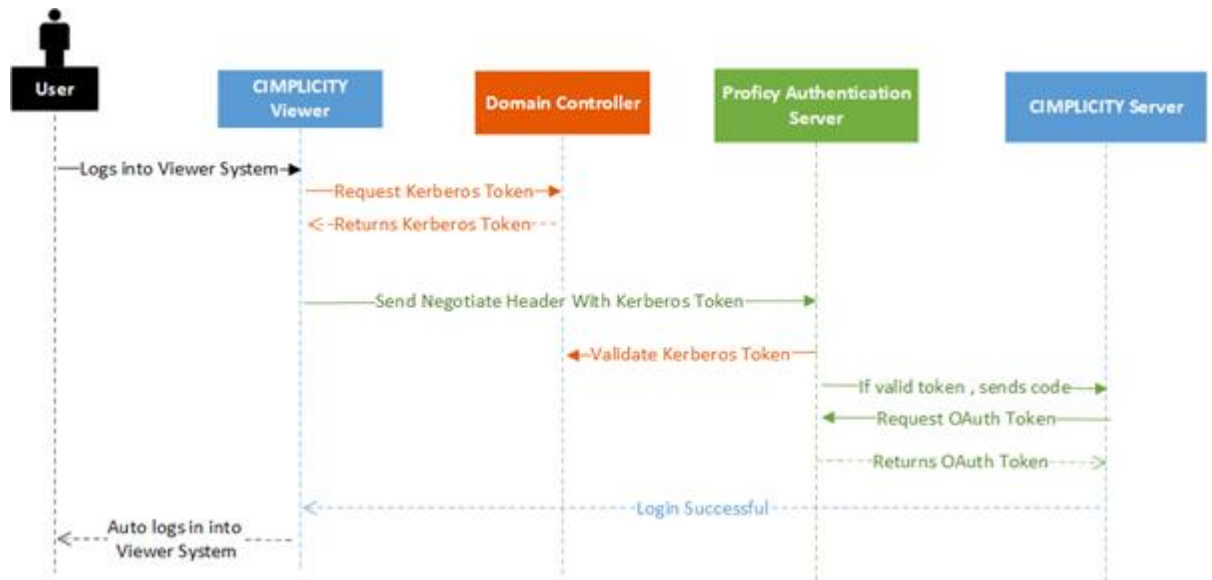 User
CIMPLICITY
Viewer
Domain Controller
Proficy Authentication
Server
CIMPLICITY Server
Logs into Viewer System
Request Kerberos Token
Returns Kerberos Token
Send Negotiate Header With Kerberos Token
Validate Kerberos Token
If valid token , sends code
Request OAuth Token
Returns OAuth Token
Login Successful
Auto logs in into
Viewer System